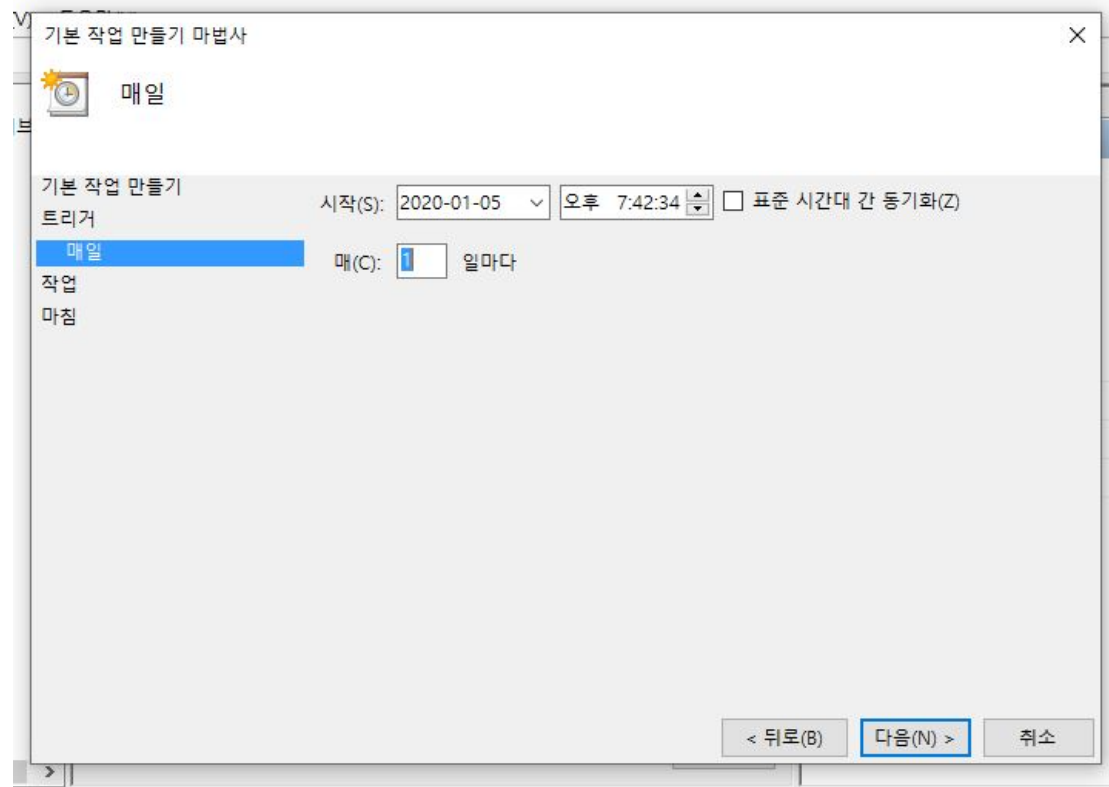 기본 작업 만들기 마법사
매일
기본 작업 만들기
트리거
매일
작업
마침
시작(S): 2020-01-05 오후 7:42:34 표준 시간대 간 동기화(Z)
매(C): 1 일마다
< 뒤로(B) 다음(N) > 취소